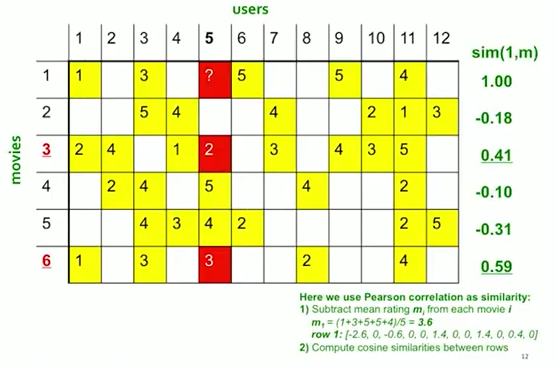 users
1 2 3 4 5 6 7 8 9 10 11 12
sim(1,m)
movies
1 1 3 ? 5 5 4 1.00
2 5 4 4 2 1 3 -0.18
3 2 4 1 2 3 4 3 5 0.41
4 2 4 5 4 2 -0.10
5 4 3 4 2 2 5 -0.31
6 1 3 3 2 4 0.59
Here we use Pearson correlation as similarity:
1) Subtract mean rating mᵢ from each movie i
m₁ = (1+3+5+5+4)/5 = 3.6
row 1: [-2.6, 0, -0.6, 0, 0, 1.4, 0, 0, 1.4, 0, 0.4, 0]
2) Compute cosine similarities between rows
12